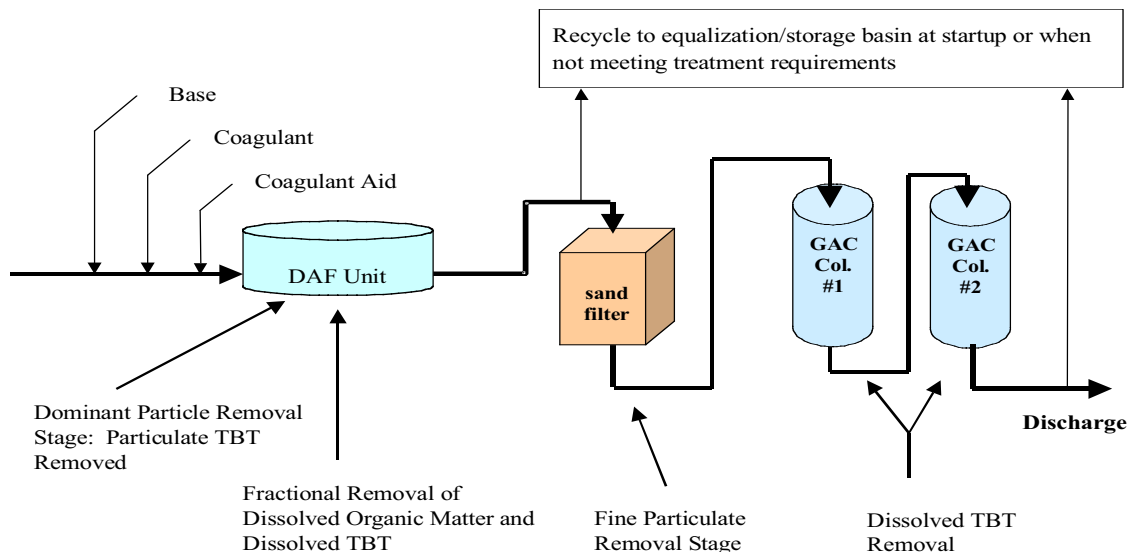 Recycle to equalization/storage basin at startup or when
not meeting treatment requirements
Base
Coagulant
Coagulant Aid
DAF Unit
sand
filter
GAC
Col.
#1
GAC
Col.
#2
Discharge
Dominant Particle Removal
Stage: Particulate TBT
Removed
Fractional Removal of
Dissolved Organic Matter and
Dissolved TBT
Fine Particulate
Removal Stage
Dissolved TBT
Removal